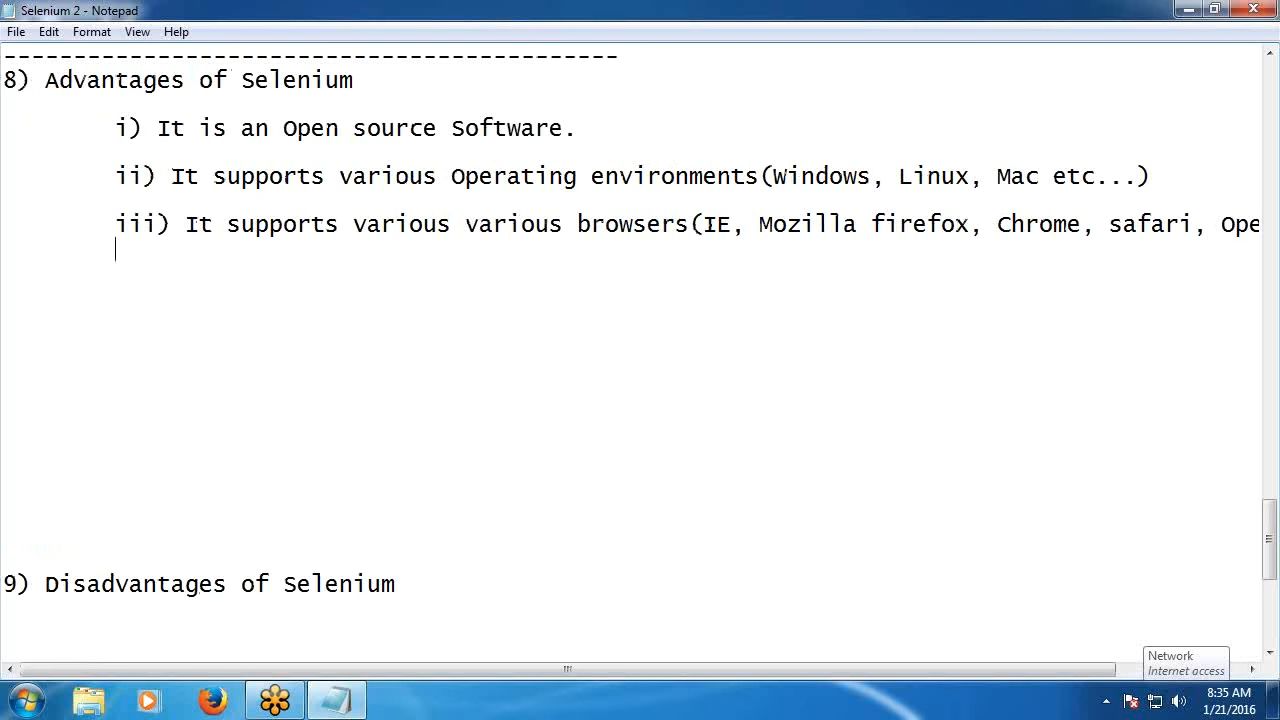 Selenium 2 - Notepad
File Edit Format View Help
--------------------------------------------
8) Advantages of Selenium
i) It is an Open source Software.
ii) It supports various Operating environments(Windows, Linux, Mac etc...)
iii) It supports various various browsers(IE, Mozilla firefox, Chrome, safari, Ope
9) Disadvantages of Selenium
Network
Internet access
8:35 AM
1/21/2016